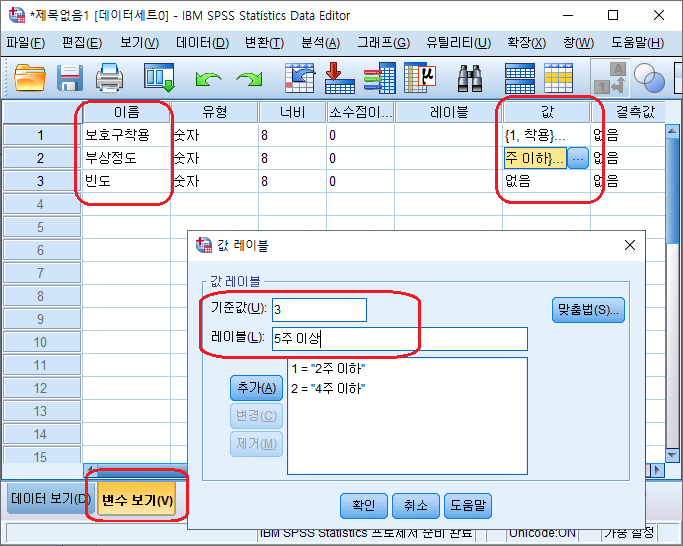 *제목없음1 [데이터세트0] - IBM SPSS Statistics Data Editor
파일(F) 편집(E) 보기(V) 데이터(D) 변환(T) 분석(A) 그래프(G) 유틸리티(U) 확장(X) 창(W) 도움말(H)
이름 유형 너비 소수점이... 레이블 값 결측값
1 보호구착용 숫자 8 0 {1, 착용}... 없음
2 부상정도 숫자 8 0 주 이하}... ... 없음
3 빈도 숫자 8 0 없음 없음
4
5
6
7
8
9
10
11
12
13
14
15
값 레이블
값 레이블
기준값(U): 3
맞춤법(S)...
레이블(L): 5주 이상
추가(A)
변경(C)
제거(M)
1 = "2주 이하"
2 = "4주 이하"
확인 취소 도움말
데이터 보기(D) 변수 보기(V)
IBM SPSS Statistics 프로세서 준비 완료 Unicode:ON 가중 설정